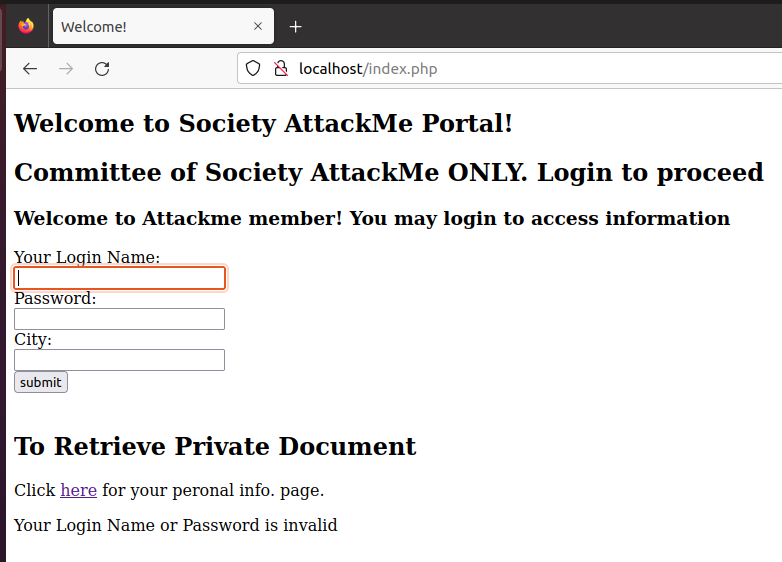 Welcome!
localhost/index.php
Welcome to Society AttackMe Portal!
Committee of Society AttackMe ONLY. Login to proceed
Welcome to Attackme member! You may login to access information
Your Login Name:
Password:
City:
submit
To Retrieve Private Document
Click here for your peronal info. page.
Your Login Name or Password is invalid